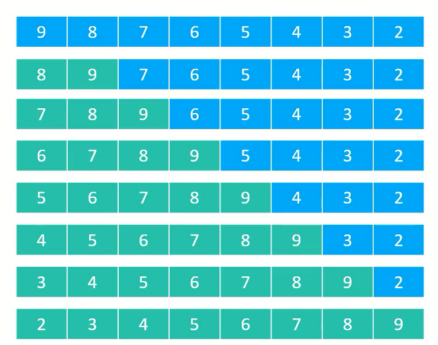 9 8 7 6 5 4 3 2
8 9 7 6 5 4 3 2
7 8 9 6 5 4 3 2
6 7 8 9 5 4 3 2
5 6 7 8 9 4 3 2
4 5 6 7 8 9 3 2
3 4 5 6 7 8 9 2
2 3 4 5 6 7 8 9